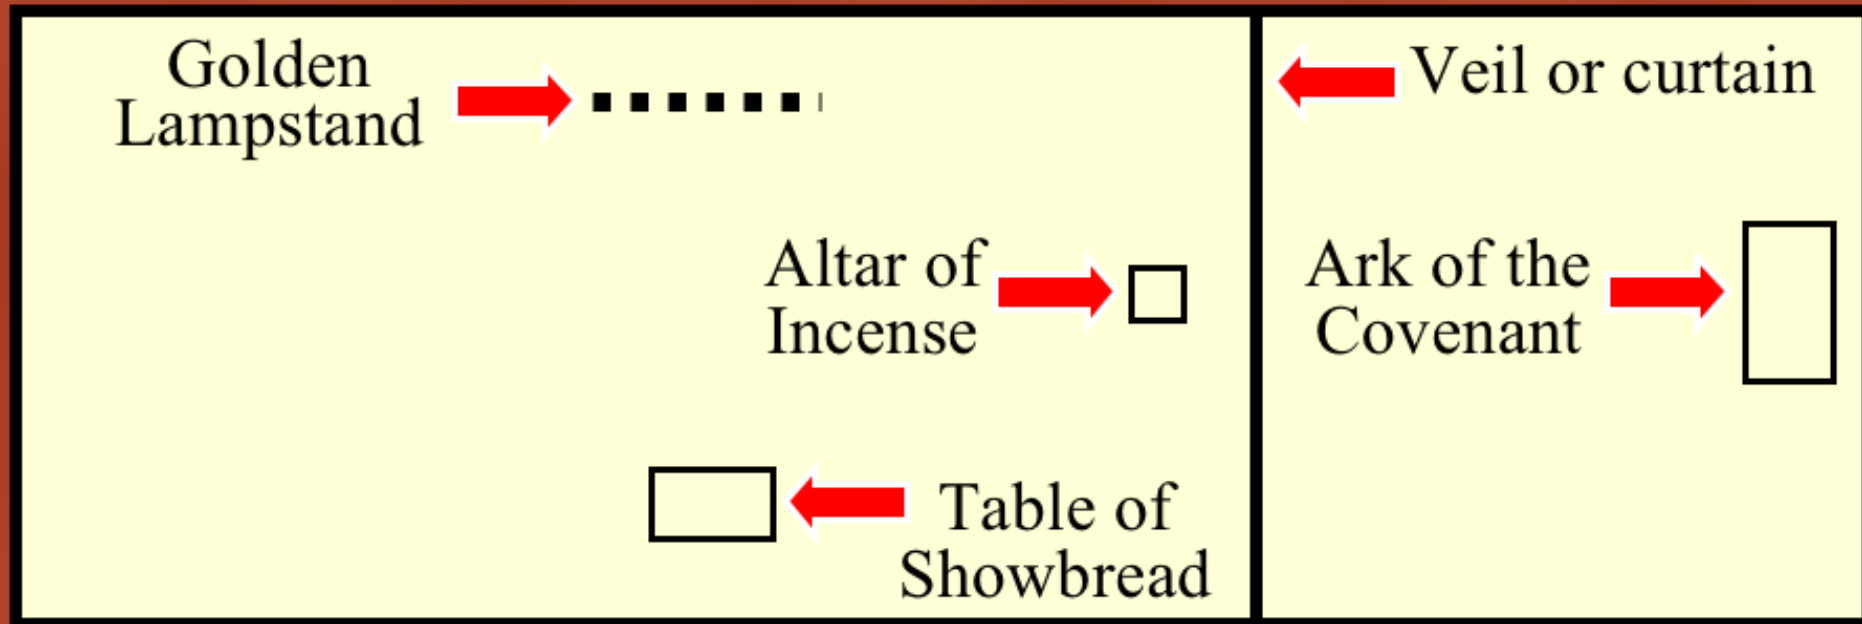 Golden
Lampstand
Veil or curtain
Altar of
Incense
Ark of the
Covenant
Table of
Showbread